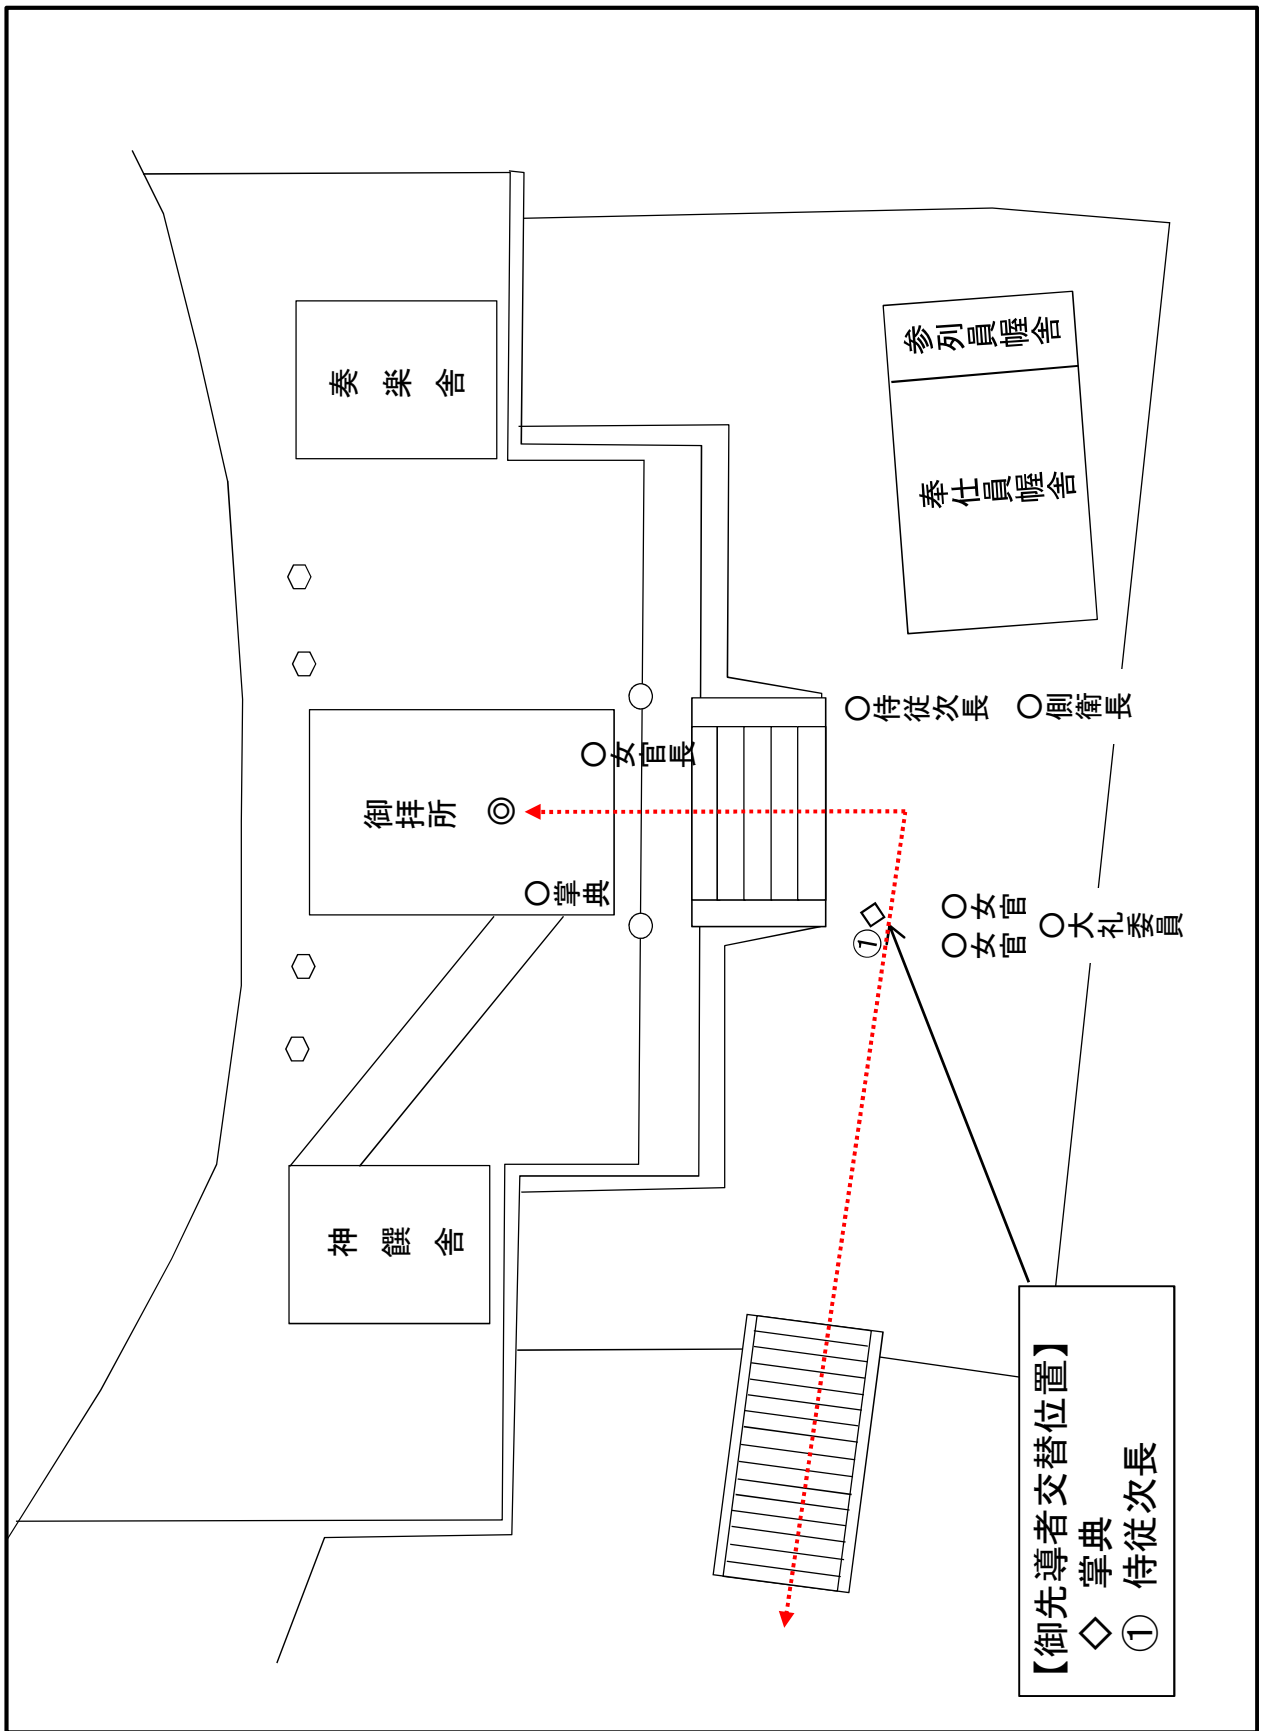 奏楽舎
参列員幄舎
奉仕員幄舎
御拝所 ◎
○女官長
○掌典
○侍従次長
○側衛長
◇
①
○女官
○女官
○大礼委員
神饌舎
【御先導者交替位置】
◇ 掌典
① 侍従次長